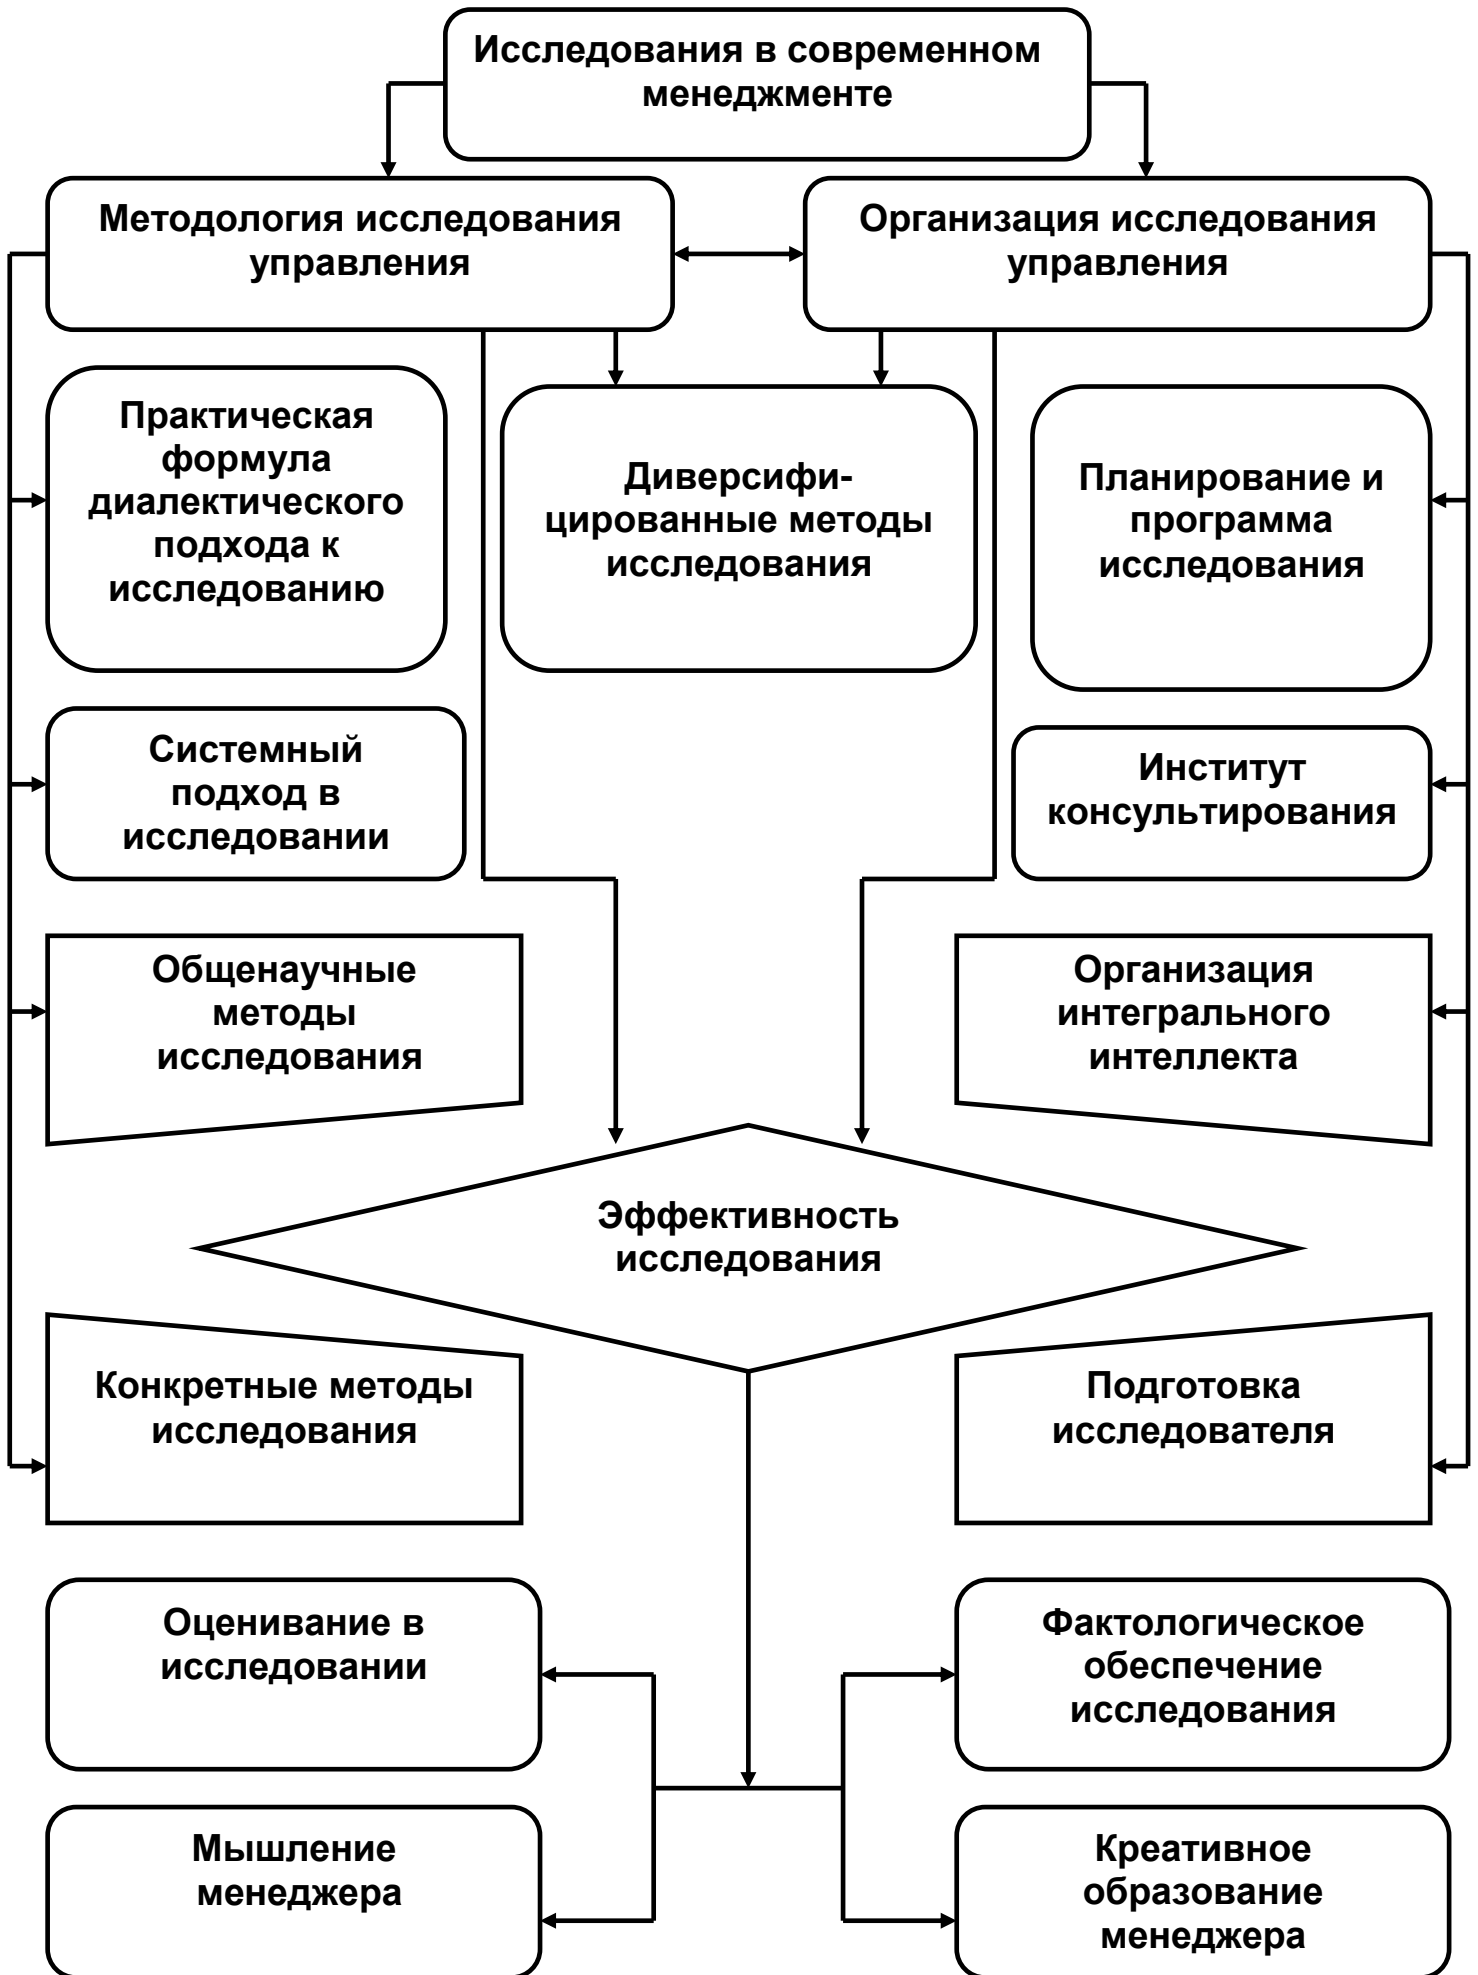 Исследования в современном
менеджменте
Методология исследования
управления
Организация исследования
управления
Практическая
формула
диалектического
подхода к
исследованию
Диверсифи-
цированные методы
исследования
Планирование и
программа
исследования
Системный
подход в
исследовании
Институт
консультирования
Общенаучные
методы
исследования
Организация
интегрального
интеллекта
Эффективность
исследования
Конкретные методы
исследования
Подготовка
исследователя
Оценивание в
исследовании
Фактологическое
обеспечение
исследования
Мышление
менеджера
Креативное
образование
менеджера